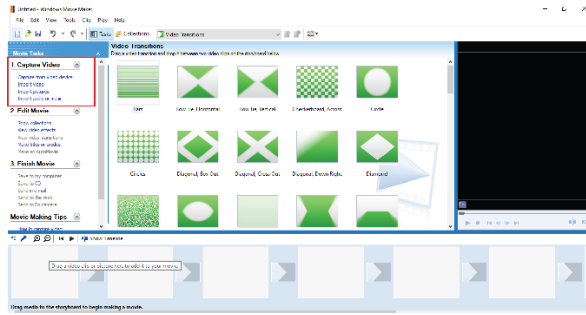 Untitled - Windows Movie Maker
File Edit View Tools Clip Play Help
Tasks Collections Video Transitions
Movie Tasks
1. Capture Video
Capture from video device
Import video
Import pictures
Import audio or music
2. Edit Movie
Show collections
View video effects
View video transitions
Make titles or credits
Make an AutoMovie
3. Finish Movie
Save to my computer
Save to CD
Send in e-mail
Send to the Web
Send to DV camera
Movie Making Tips
How to capture video
Video Transitions
Drag a video transition and drop it between two video clips on the storyboard below.
Bars
Bow Tie, Horizontal
Bow Tie, Vertical
Checkerboard, Across
Circle
Circles
Diagonal, Box Out
Diagonal, Cross Out
Diagonal, Down Right
Diamond
Show Timeline
Drag a video clip or picture here to add it to your movie.
Drag media to the storyboard to begin making a movie.